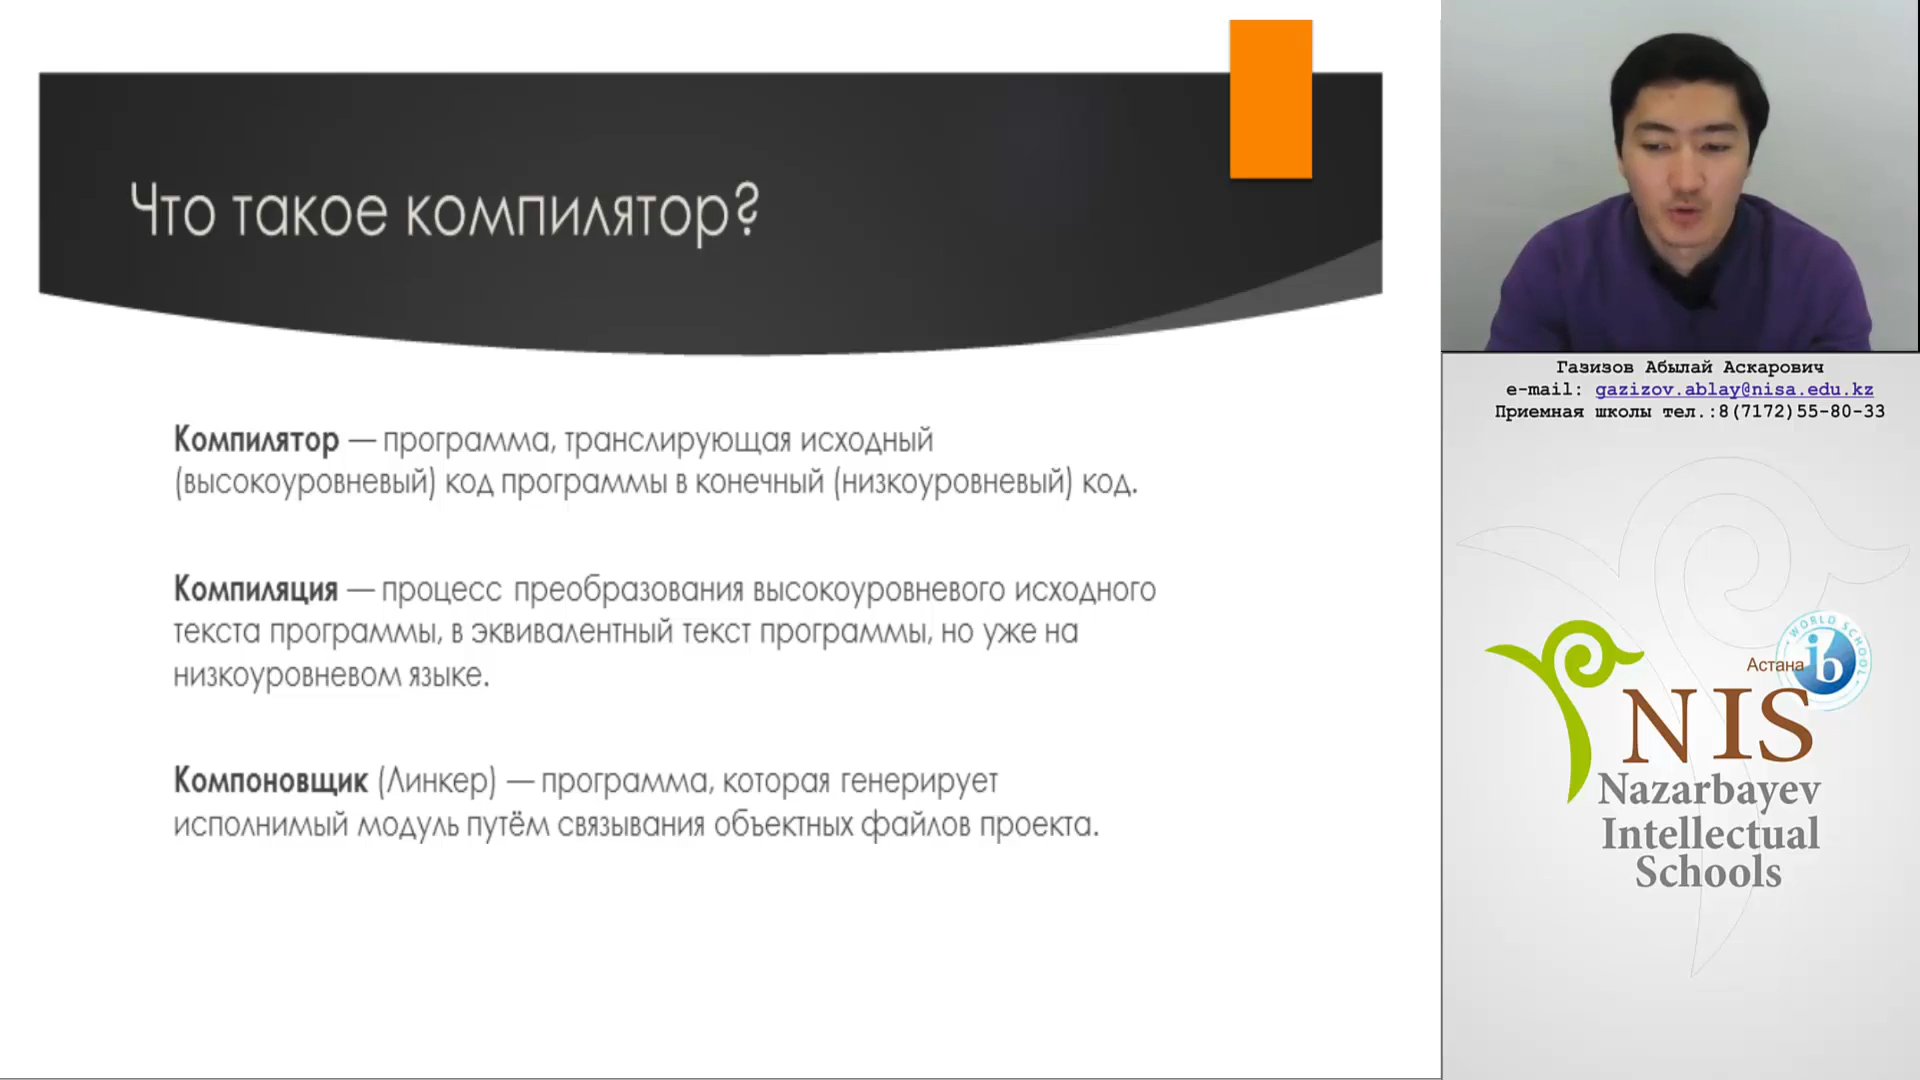 Что такое компилятор?
Компилятор — программа, транслирующая исходный
(высокоуровневый) код программы в конечный (низкоуровневый) код.
Компиляция — процесс преобразования высокоуровневого исходного
текста программы, в эквивалентный текст программы, но уже на
низкоуровневом языке.
Компоновщик (Линкер) — программа, которая генерирует
исполнимый модуль путём связывания объектных файлов проекта.
Газизов Абылай Аскарович
e-mail: gazizov.ablay@nisa.edu.kz
Приемная школы тел.:8(7172)55-80-33
WORLD SCHOOL
Астана
ib
NIS
Nazarbayev
Intellectual
Schools